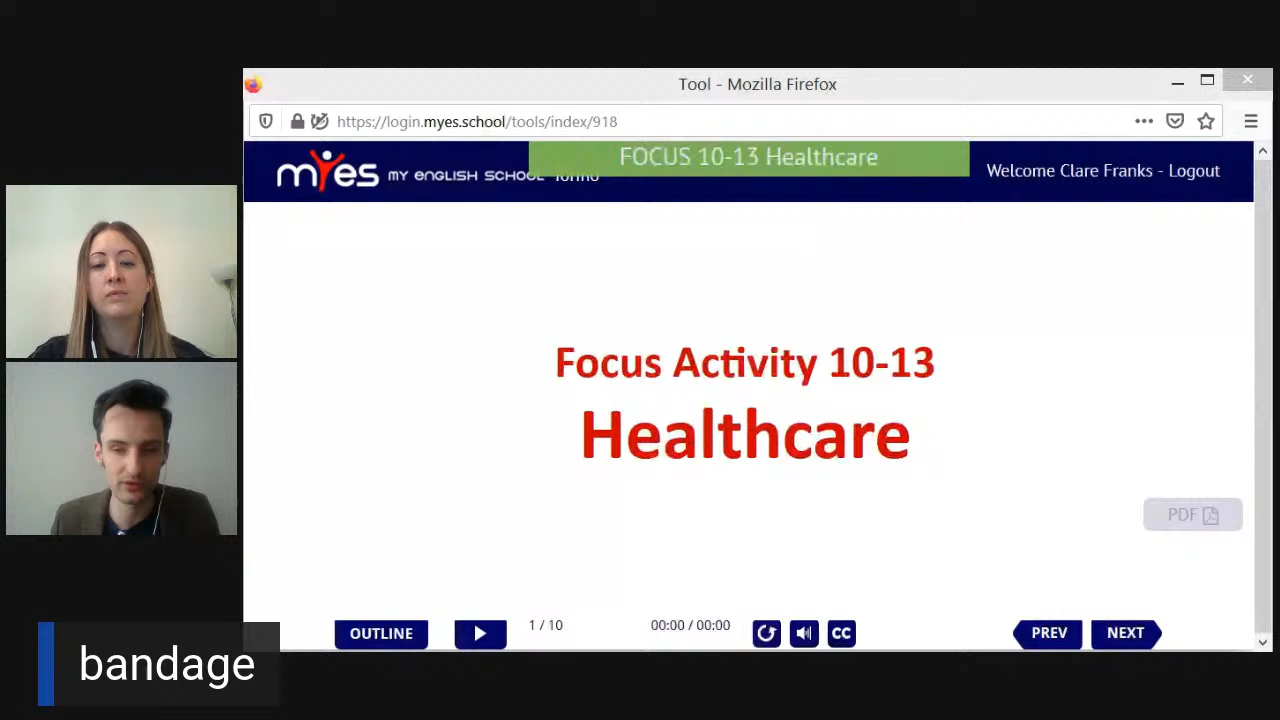 Tool - Mozilla Firefox
https://login.myes.school/tools/index/918
FOCUS 10-13 Healthcare
myes MY ENGLISH SCHOOL Torino
Welcome Clare Franks - Logout
Focus Activity 10-13
Healthcare
PDF
OUTLINE 1 / 10 00:00 / 00:00 CC PREV NEXT
bandage